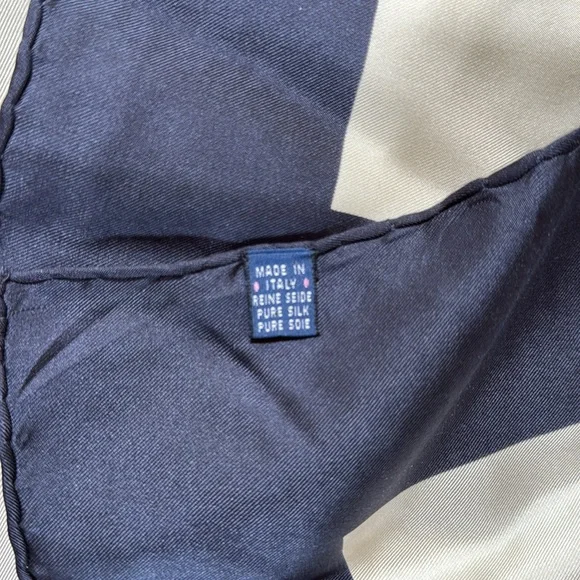 MADE IN
ITALY
REINE SEIDE
PURE SILK
PURE SOIE